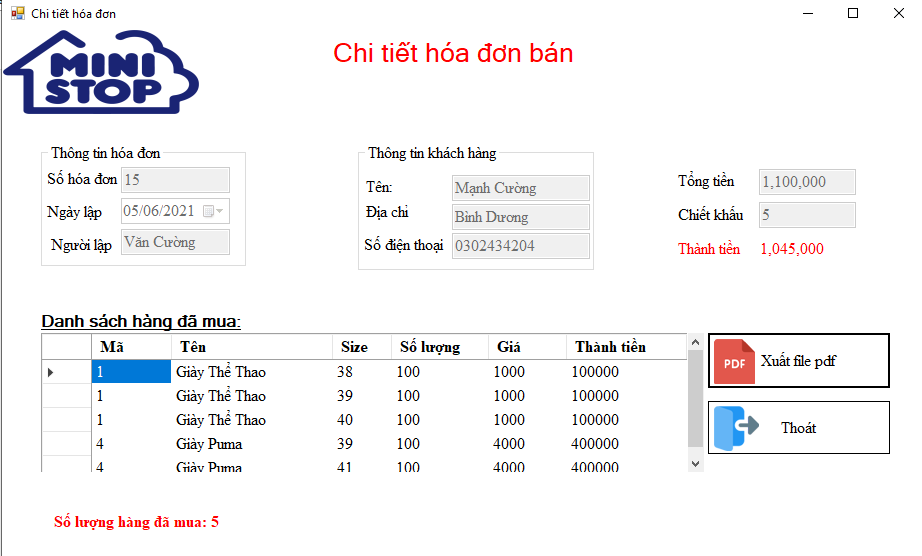 Chi tiết hóa đơn
MINI
STOP
Chi tiết hóa đơn bán
Thông tin hóa đơn
Số hóa đơn 15
Ngày lập 05/06/2021
Người lập Văn Cường
Thông tin khách hàng
Tên: Mạnh Cường
Địa chỉ Bình Dương
Số điện thoại 0302434204
Tổng tiền 1,100,000
Chiết khấu 5
Thành tiền 1,045,000
Danh sách hàng đã mua:
Mã Tên Size Số lượng Giá Thành tiền
1 Giày Thể Thao 38 100 1000 100000
1 Giày Thể Thao 39 100 1000 100000
1 Giày Thể Thao 40 100 1000 100000
4 Giày Puma 39 100 4000 400000
4 Giày Puma 41 100 4000 400000
PDF Xuất file pdf
Thoát
Số lượng hàng đã mua: 5